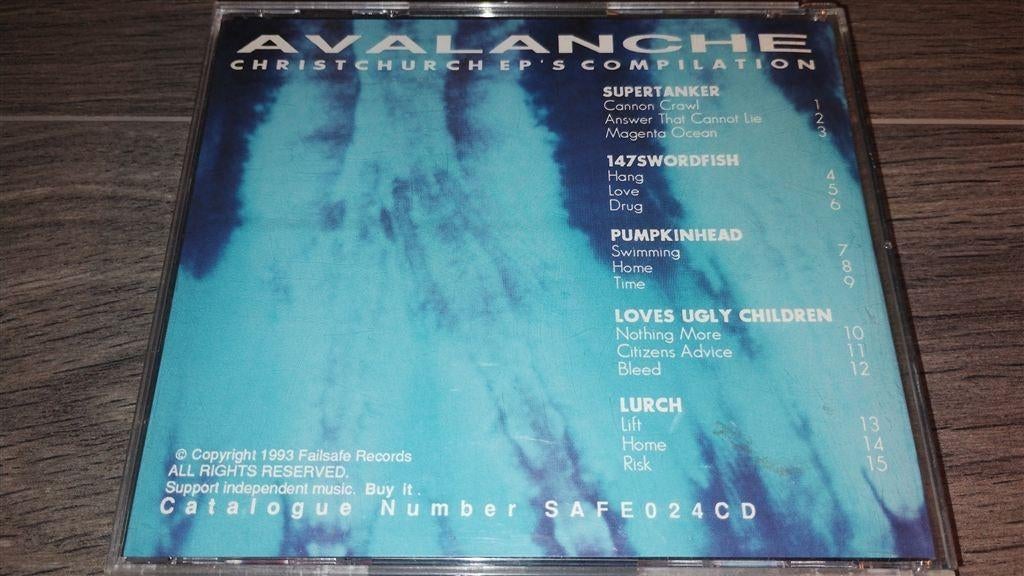 AVALANCHE
CHRISTCHURCH EP'S COMPILATION
SUPERTANKER
Cannon Crawl 1
Answer That Cannot Lie 2
Magenta Ocean 3
147SWORDFISH
Hang 4
Love 5
Drug 6
PUMPKINHEAD
Swimming 7
Home 8
Time 9
LOVES UGLY CHILDREN
Nothing More 10
Citizens Advice 11
Bleed 12
LURCH
Lift 13
Home 14
Risk 15
© Copyright 1993 Failsafe Records
ALL RIGHTS RESERVED.
Support independent music. Buy it.
Catalogue Number SAFE024CD